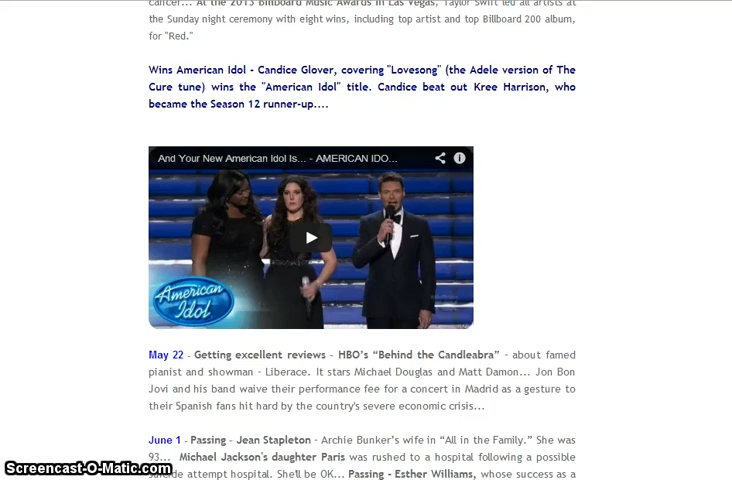 cancer... At the 2013 Billboard Music Awards in Las Vegas, Taylor Swift led all artists at
the Sunday night ceremony with eight wins, including top artist and top Billboard 200 album,
for "Red."
Wins American Idol - Candice Glover, covering "Lovesong" (the Adele version of The
Cure tune) wins the "American Idol" title. Candice beat out Kree Harrison, who
became the Season 12 runner-up....
And Your New American Idol Is... - AMERICAN IDO...
American
Idol
May 22 - Getting excellent reviews - HBO's “Behind the Candleabra” - about famed
pianist and showman - Liberace. It stars Michael Douglas and Matt Damon... Jon Bon
Jovi and his band waive their performance fee for a concert in Madrid as a gesture to
their Spanish fans hit hard by the country's severe economic crisis...
June 1 - Passing - Jean Stapleton - Archie Bunker's wife in “All in the Family.” She was
93... Michael Jackson's daughter Paris was rushed to a hospital following a possible
suicide attempt hospital. She'll be OK... Passing - Esther Williams, whose success as a
Screencast-O-Matic.com